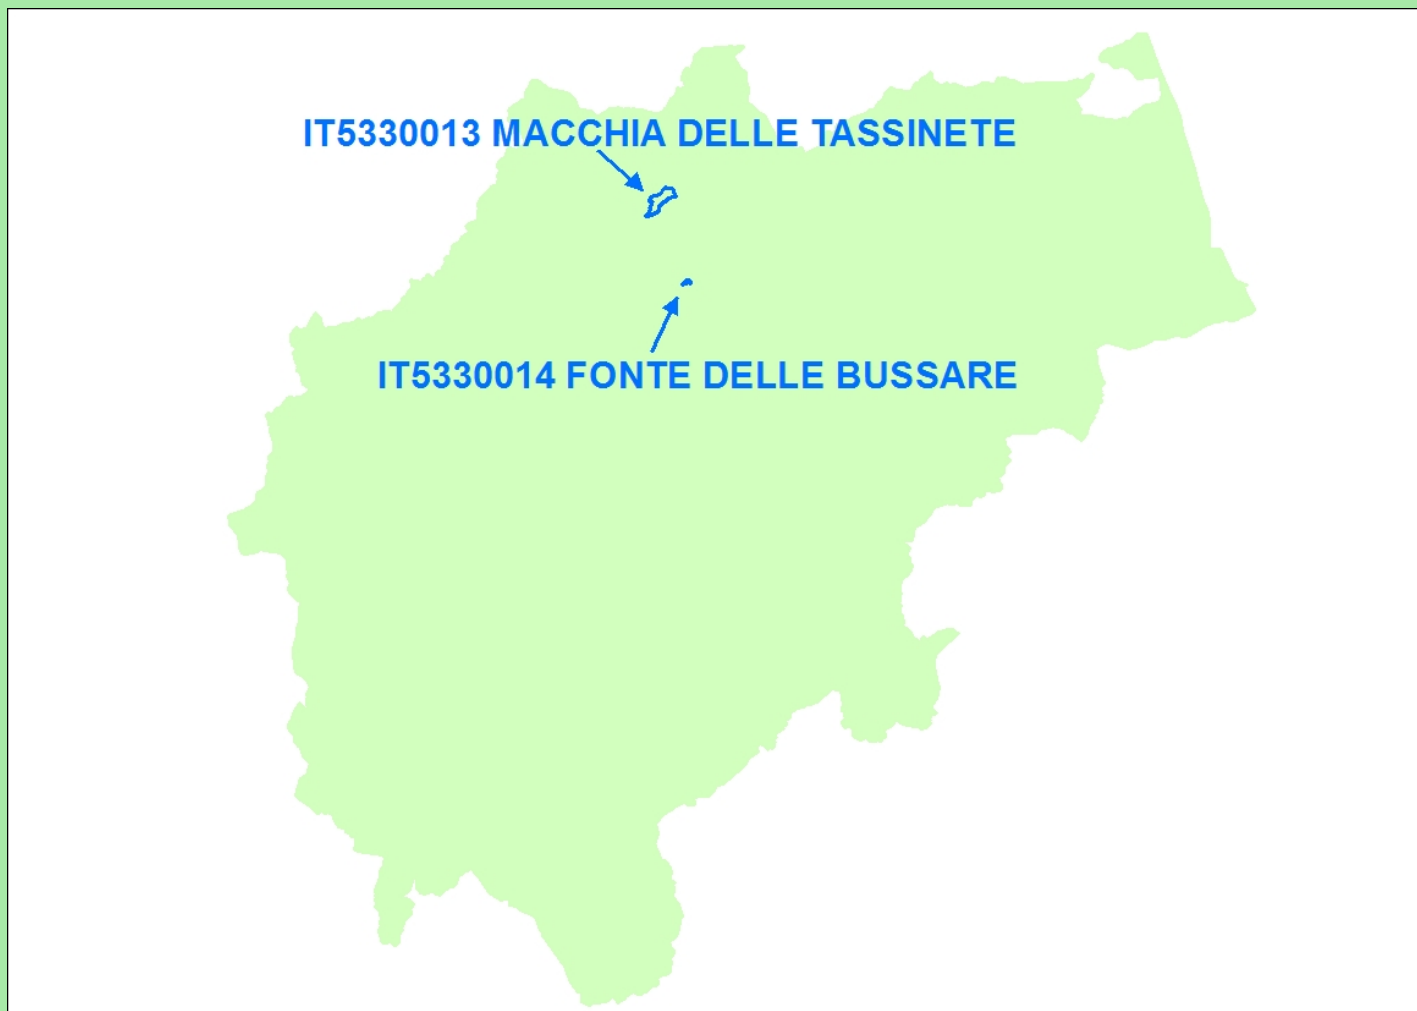 IT5330013 MACCHIA DELLE TASSINETE
IT5330014 FONTE DELLE BUSSARE